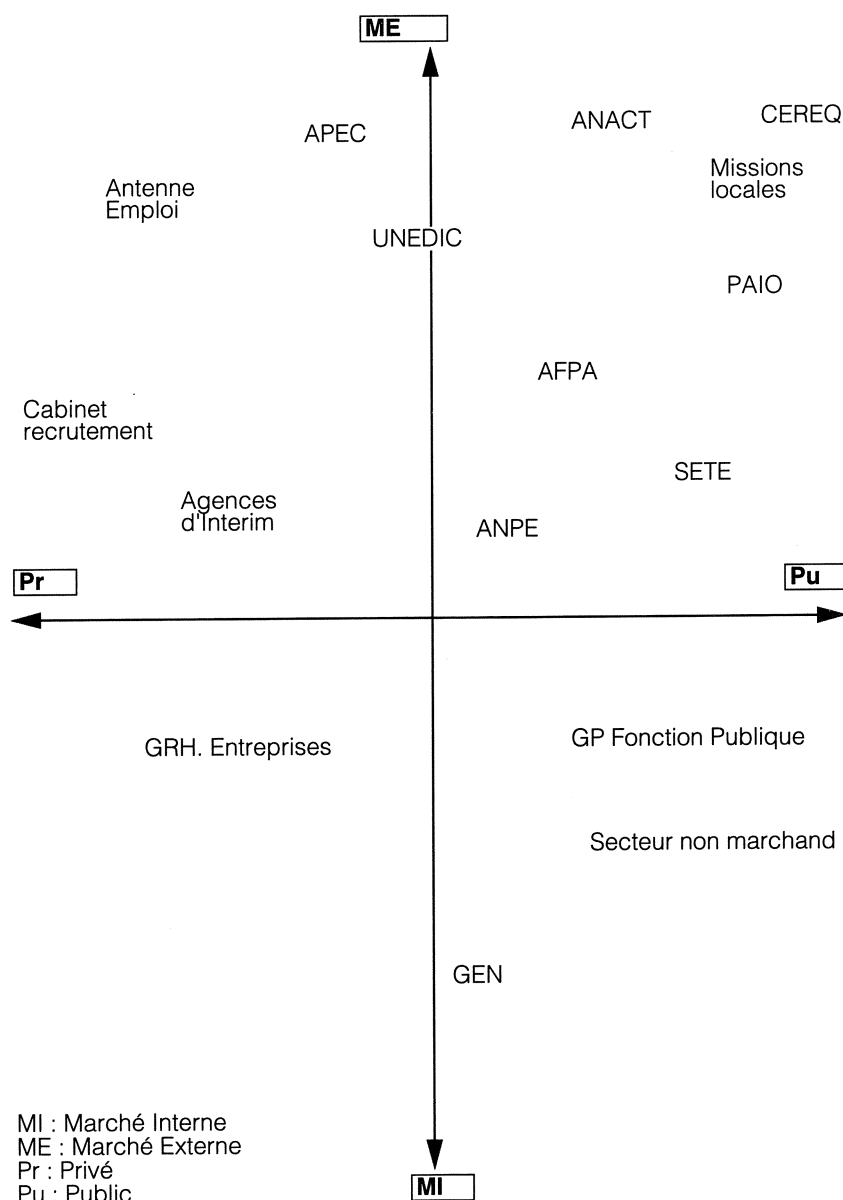 ME
APEC
ANACT
CEREQ
Missions
locales
Antenne
Emploi
UNEDIC
PAIO
AFPA
Cabinet
recrutement
SETE
Agences
d'Interim
ANPE
Pr
Pu
GRH. Entreprises
GP Fonction Publique
Secteur non marchand
GEN
MI : Marché Interne
ME : Marché Externe
Pr : Privé
Pu : Public
MI